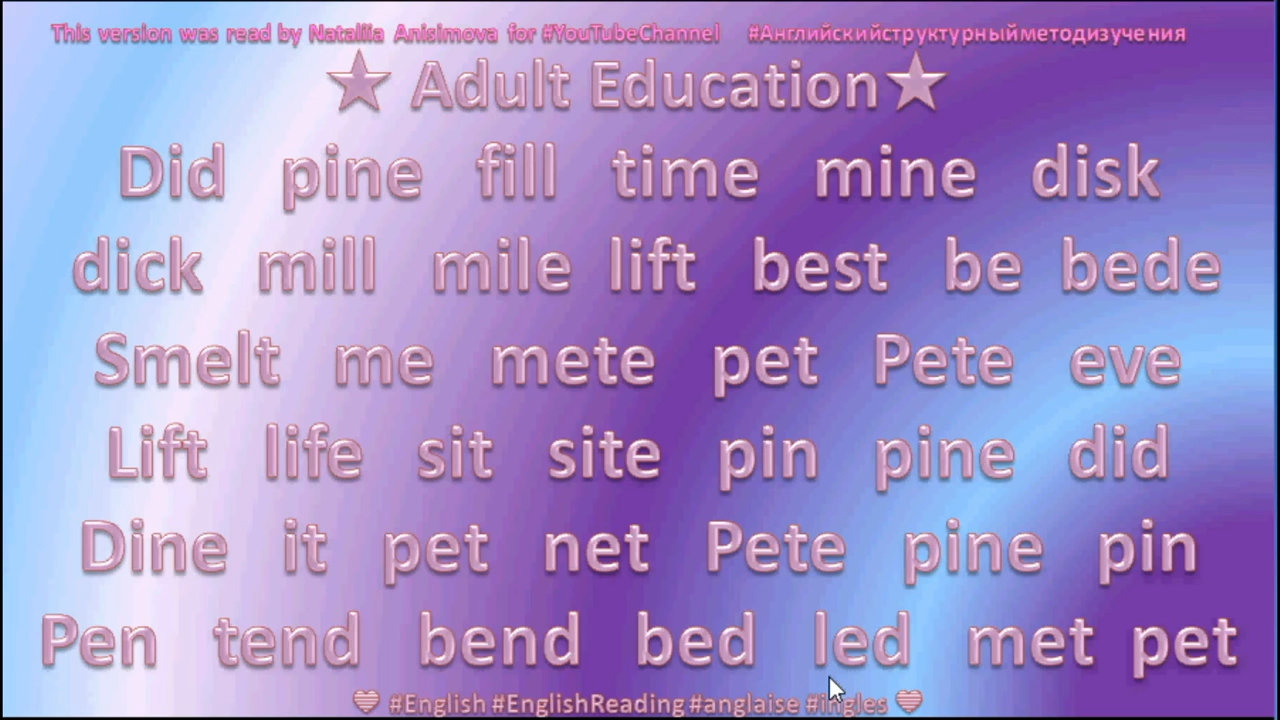 This version was read by Nataliia Anisimova for #YouTubeChannel #Английскийструктурныйметодизучения
★ Adult Education★
Did pine fill time mine disk
dick mill mile lift best be bede
Smelt me mete pet Pete eve
Lift life sit site pin pine did
Dine it pet net Pete pine pin
Pen tend bend bed led met pet
#English #EnglishReading #anglaise #ingles